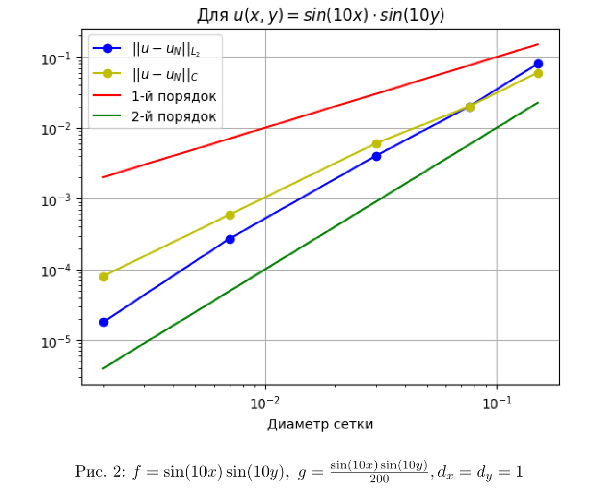 Для u(x, y) = sin(10x) · sin(10y)
||u − u_N||_{L_2}
||u − u_N||_C
1-й порядок
2-й порядок
10^{-1}
10^{-2}
10^{-3}
10^{-4}
10^{-5}
10^{-2} 10^{-1}
Диаметр сетки
Рис. 2: f = sin(10x) sin(10y), g = \frac{sin(10x) sin(10y)}{200}, d_x = d_y = 1